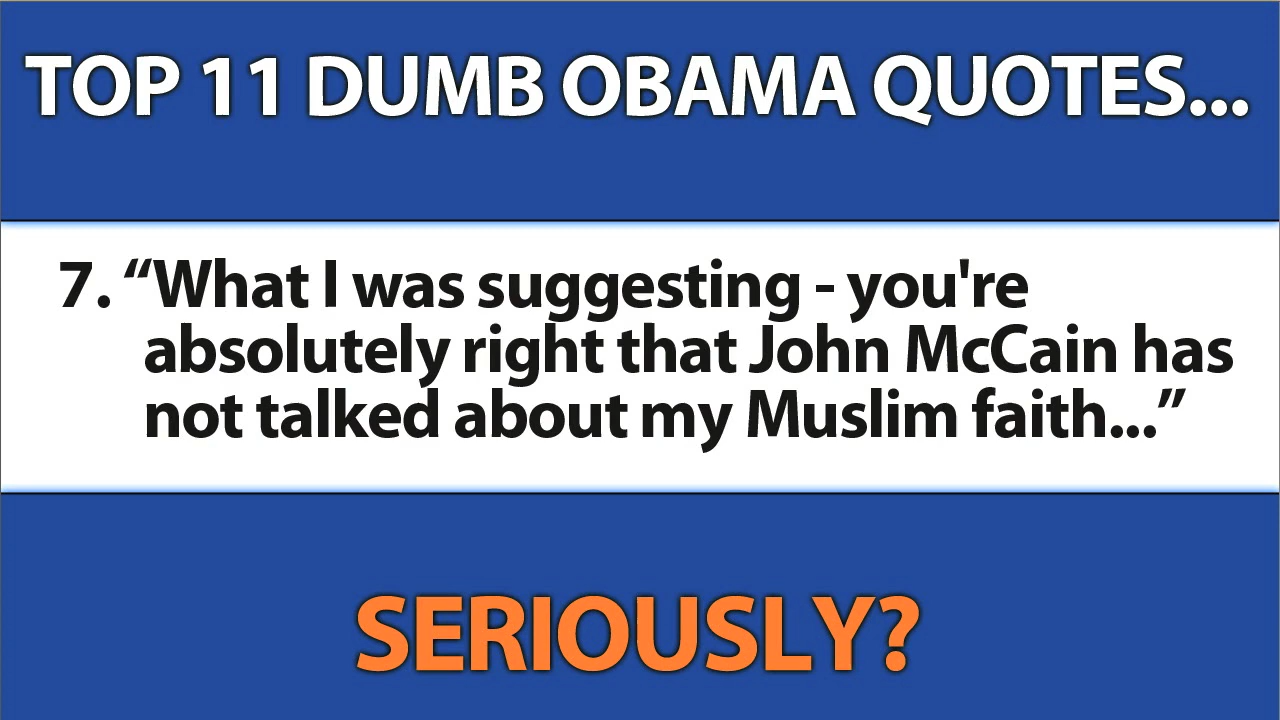 TOP 11 DUMB OBAMA QUOTES...
7. “What I was suggesting - you're
absolutely right that John McCain has
not talked about my Muslim faith...”
SERIOUSLY?